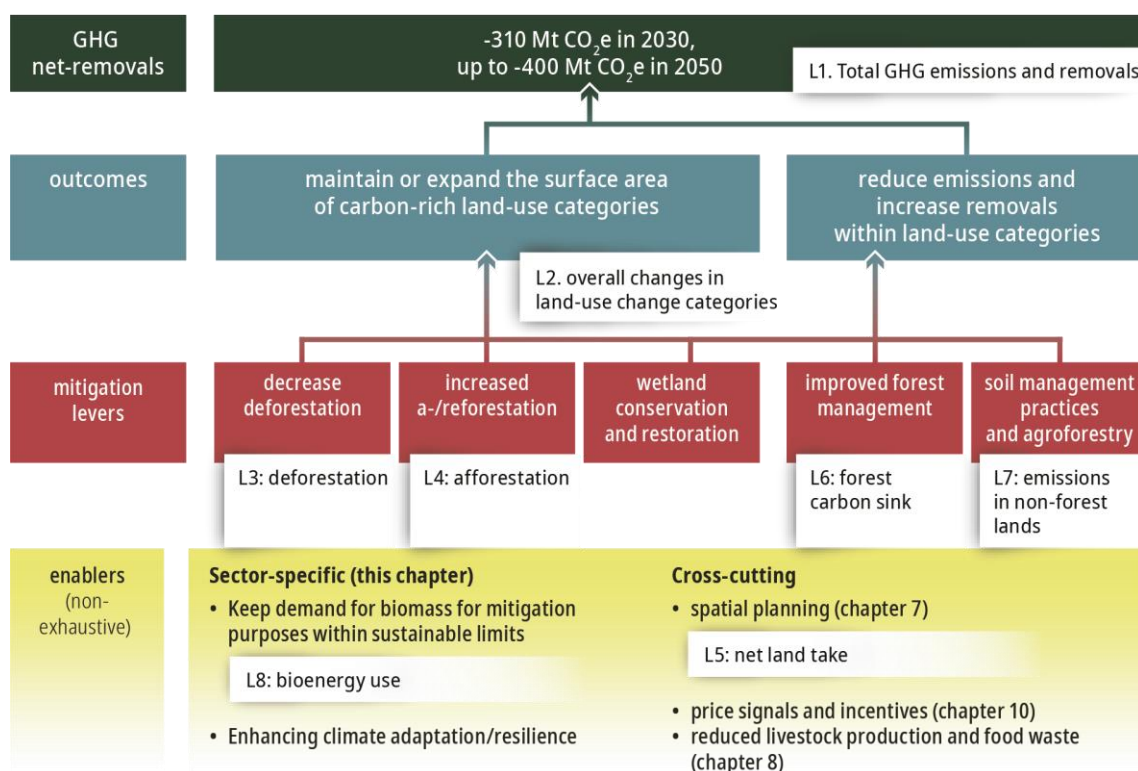 GHG
net-removals
-310 Mt CO₂e in 2030,
up to -400 Mt CO₂e in 2050
L1. Total GHG emissions and removals
outcomes
maintain or expand the surface area
of carbon-rich land-use categories
reduce emissions and
increase removals
within land-use categories
L2. overall changes in
land-use change categories
mitigation
levers
decrease
deforestation
increased
a-/reforestation
wetland
conservation
and restoration
improved forest
management
soil management
practices
and agroforestry
L3: deforestation
L4: afforestation
L6: forest
carbon sink
L7: emissions
in non-forest
lands
enablers
(non-
exhaustive)
Sector-specific (this chapter)
• Keep demand for biomass for mitigation
purposes within sustainable limits
L8: bioenergy use
• Enhancing climate adaptation/resilience
Cross-cutting
• spatial planning (chapter 7)
L5: net land take
• price signals and incentives (chapter 10)
• reduced livestock production and food waste
(chapter 8)